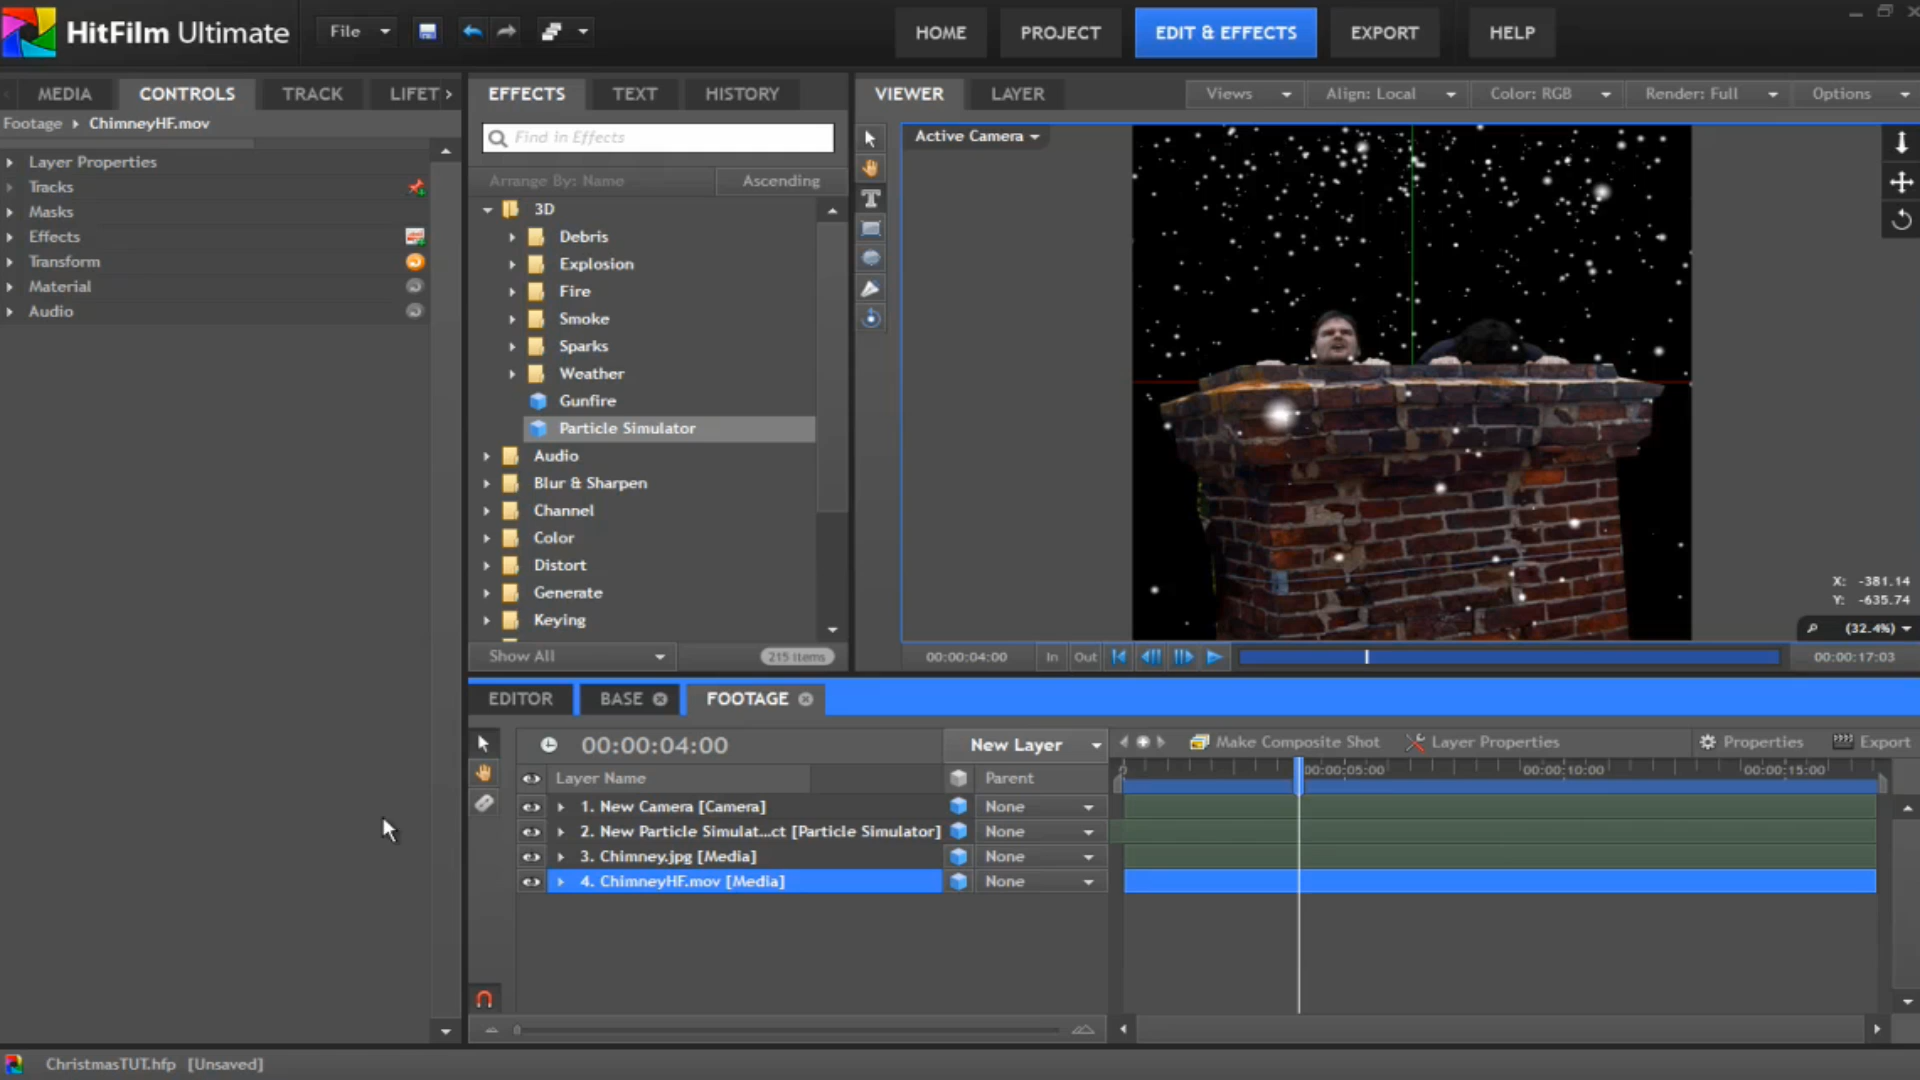 HitFilm Ultimate
File
HOME
PROJECT
EDIT & EFFECTS
EXPORT
HELP
MEDIA
CONTROLS
TRACK
LIFET
Footage ChimneyHF.mov
Layer Properties
Tracks
Masks
Effects
Transform
Material
Audio
EFFECTS
TEXT
HISTORY
Find in Effects
Arrange By: Name
Ascending
3D
Debris
Explosion
Fire
Smoke
Sparks
Weather
Gunfire
Particle Simulator
Audio
Blur & Sharpen
Channel
Color
Distort
Generate
Keying
Show All
215 Items
VIEWER
LAYER
Views
Align: Local
Color: RGB
Render: Full
Options
Active Camera
X: -381.14
Y: -635.74
(32.4%)
00:00:04:00
In
Out
00:00:17:03
EDITOR
BASE
FOOTAGE
00:00:04:00
New Layer
Make Composite Shot
Layer Properties
Properties
Export
Layer Name
Parent
0
00:00:05:00
00:00:10:00
00:00:15:00
1. New Camera [Camera]
None
2. New Particle Simulat...ct [Particle Simulator]
None
3. Chimney.jpg [Media]
None
4. ChimneyHF.mov [Media]
None
ChristmasTUT.hfp [Unsaved]